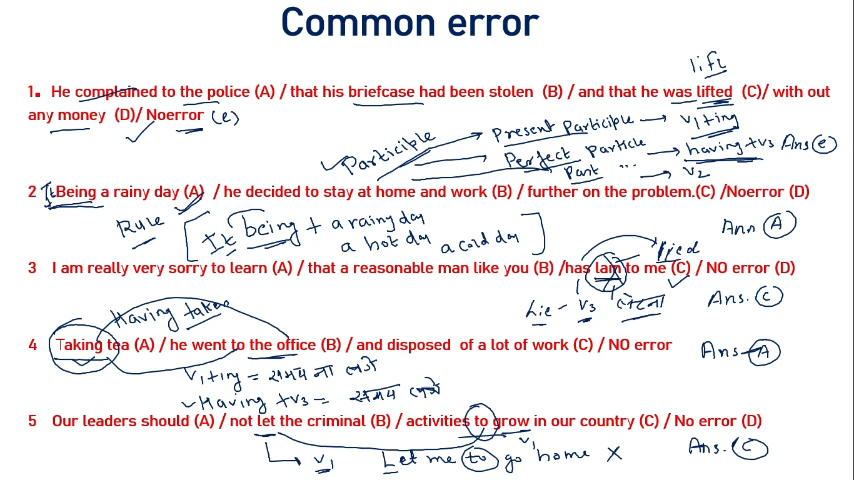 Common error
lift
1. He complained to the police (A) / that his briefcase had been stolen (B) / and that he was lifted (C)/ with out
any money (D)/ Noerror (e)
Participle
Present Participle → V1+ing
Perfect Particle → having+V3 Ans (e)
Past ... → V2
2 It Being a rainy day (A) / he decided to stay at home and work (B) / further on the problem.(C) /Noerror (D)
Rule [It being + a rainy day
a hot day a cold day]
Ann (A)
lied
3 I am really very sorry to learn (A) / that a reasonable man like you (B) /has lain to me (C) / NO error (D)
Lie - V3
Ans. (C)
Having taken
4 Taking tea (A) / he went to the office (B) / and disposed of a lot of work (C) / NO error
Ans - (A)
V1+ing =
Having +V3 =
5 Our leaders should (A) / not let the criminal (B) / activities to grow in our country (C) / No error (D)
V1
V1 Let me to go home X
Ans. (C)